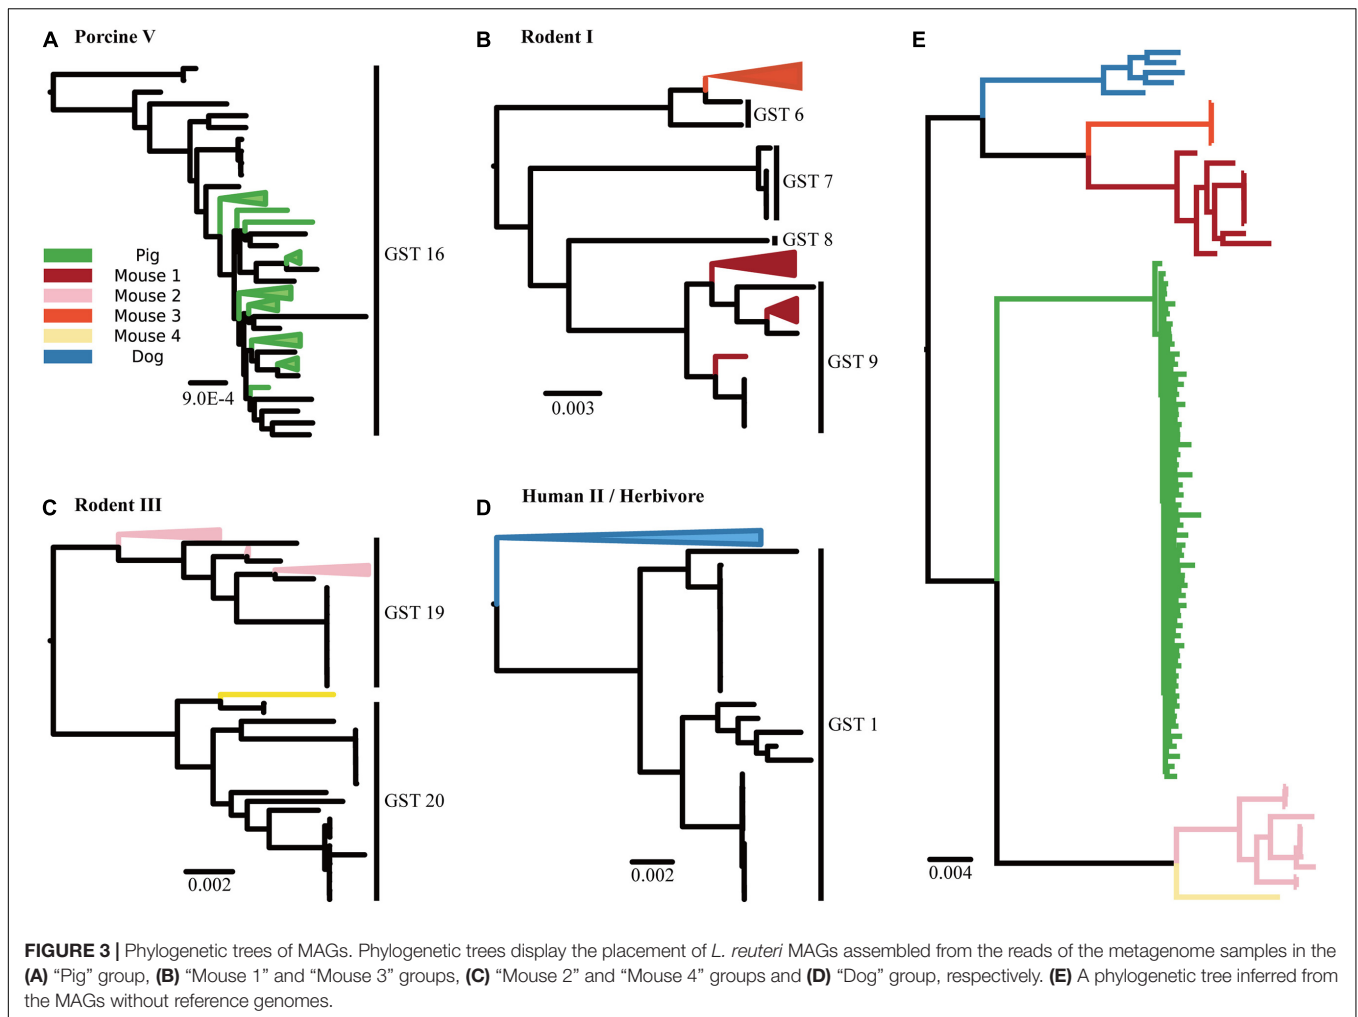 A Porcine V
GST 16
Pig
Mouse 1
Mouse 2
Mouse 3
Mouse 4
Dog
9.0E-4
B Rodent I
GST 6
GST 7
GST 8
GST 9
0.003
C Rodent III
GST 19
GST 20
0.002
D Human II / Herbivore
GST 1
0.002
E
0.004
FIGURE 3 | Phylogenetic trees of MAGs. Phylogenetic trees display the placement of L. reuteri MAGs assembled from the reads of the metagenome samples in the
(A) “Pig” group, (B) “Mouse 1” and “Mouse 3” groups, (C) “Mouse 2” and “Mouse 4” groups and (D) “Dog” group, respectively. (E) A phylogenetic tree inferred from
the MAGs without reference genomes.